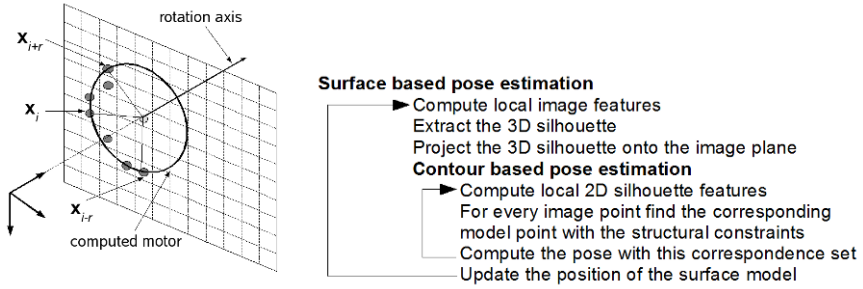 rotation axis
X i+r
X i
X i-r
computed motor
Surface based pose estimation
Compute local image features
Extract the 3D silhouette
Project the 3D silhouette onto the image plane
Contour based pose estimation
Compute local 2D silhouette features
For every image point find the corresponding
model point with the structural constraints
Compute the pose with this correspondence set
Update the position of the surface model